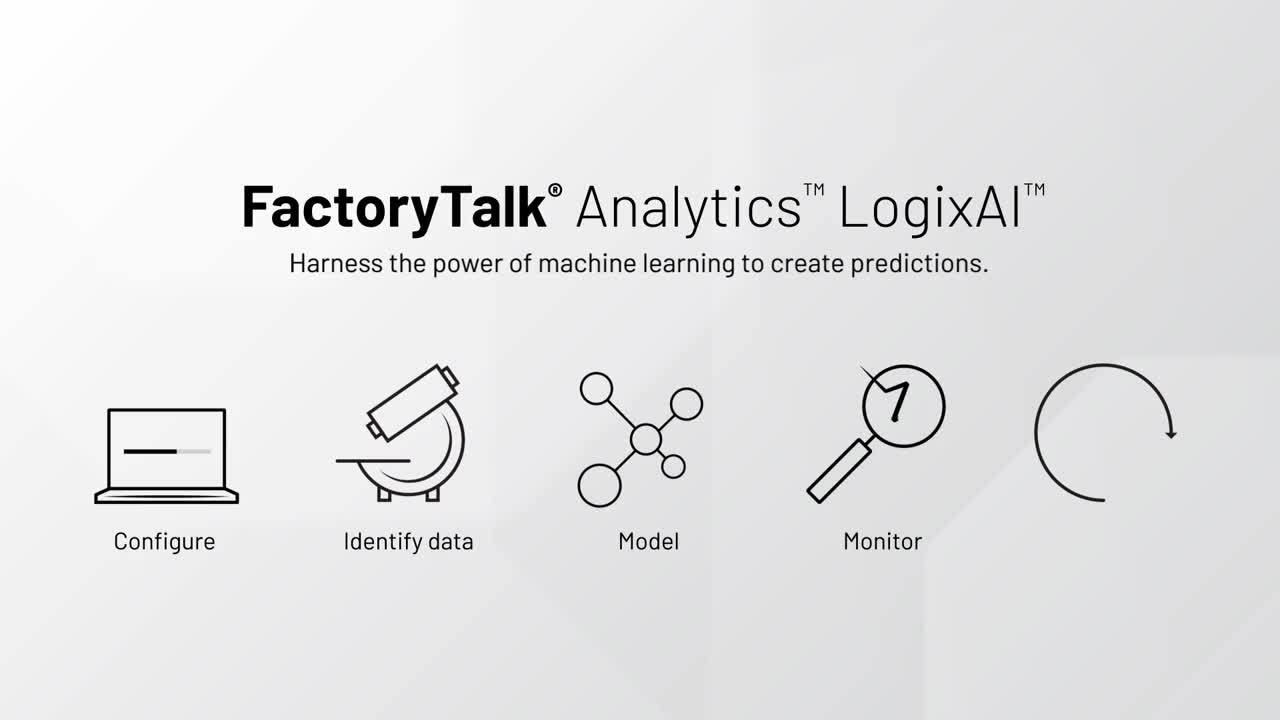 FactoryTalk® Analytics™ LogixAI™
Harness the power of machine learning to create predictions.
Configure
Identify data
Model
Monitor